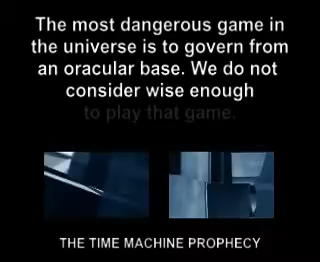 The most dangerous game in
the universe is to govern from
an oracular base. We do not
consider wise enough
to play that game.
THE TIME MACHINE PROPHECY